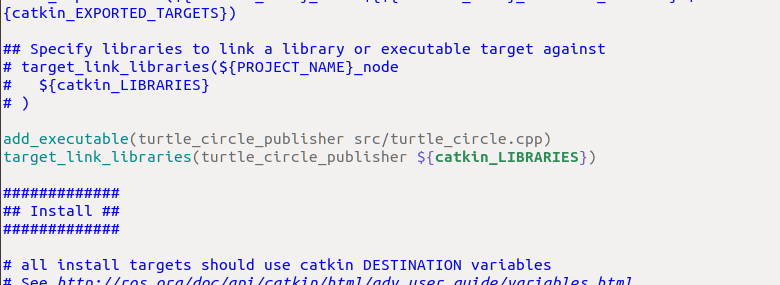 {catkin_EXPORTED_TARGETS})
## Specify libraries to link a library or executable target against
# target_link_libraries(${PROJECT_NAME}_node
#   ${catkin_LIBRARIES}
# )
add_executable(turtle_circle_publisher src/turtle_circle.cpp)
target_link_libraries(turtle_circle_publisher ${catkin_LIBRARIES})
#############
## Install ##
#############
# all install targets should use catkin DESTINATION variables
# See http://ros.org/doc/api/catkin/html/adv_user_guide/variables.html